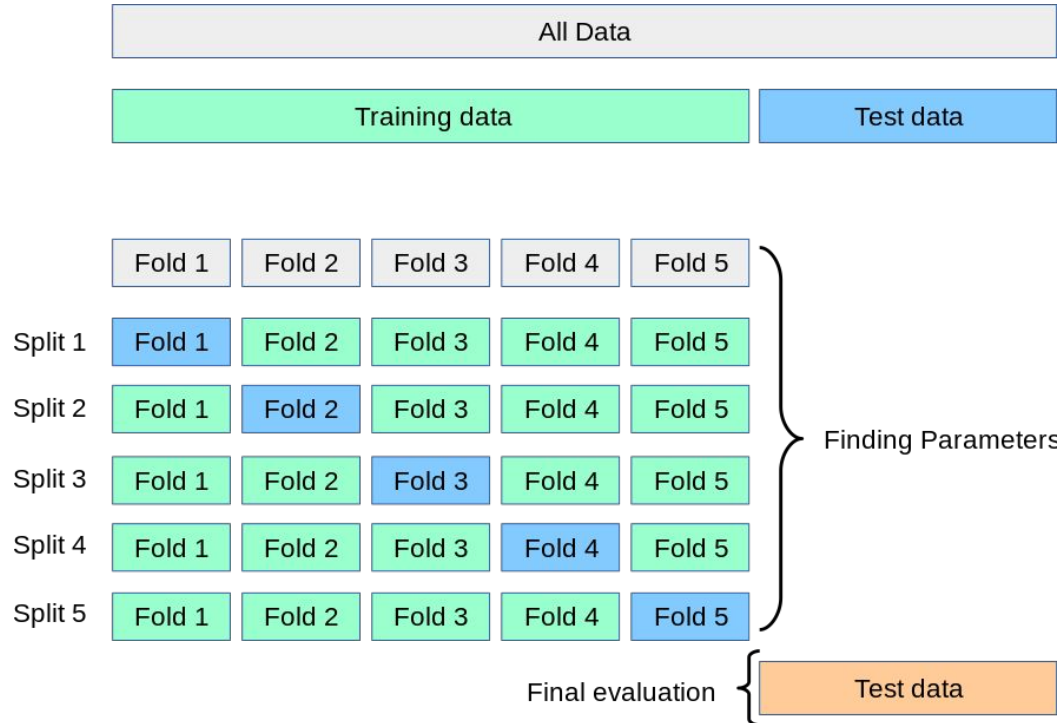 All Data
Training data Test data
Fold 1 Fold 2 Fold 3 Fold 4 Fold 5
Split 1 Fold 1 Fold 2 Fold 3 Fold 4 Fold 5
Split 2 Fold 1 Fold 2 Fold 3 Fold 4 Fold 5
Finding Parameters
Split 3 Fold 1 Fold 2 Fold 3 Fold 4 Fold 5
Split 4 Fold 1 Fold 2 Fold 3 Fold 4 Fold 5
Split 5 Fold 1 Fold 2 Fold 3 Fold 4 Fold 5
Final evaluation Test data